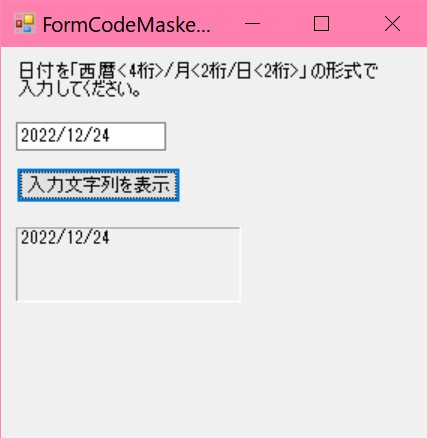 FormCodeMaske...
日付を｢西暦<4桁>/月<2桁/日<2桁>｣の形式で
入力してください。
2022/12/24
入力文字列を表示
2022/12/24